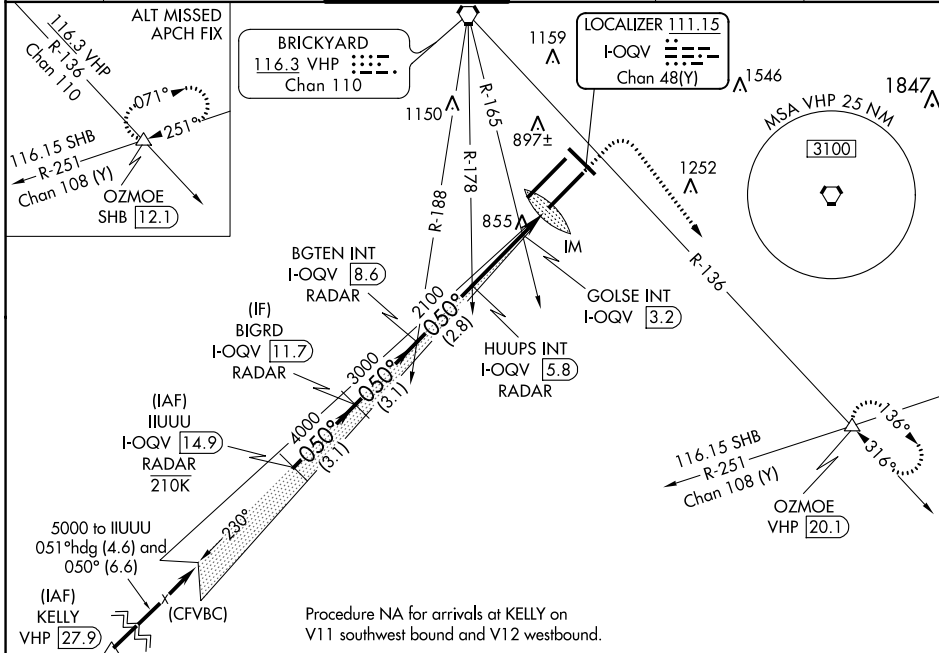 ALT MISSED
APCH FIX
116.3 VHP
R-136
Chan 110
071°
251°
116.15 SHB
R-251
Chan 108 (Y)
OZMOE
SHB 12.1
BRICKYARD
116.3 VHP
Chan 110
LOCALIZER 111.15
I-OQV
Chan 48(Y)
1159
1546
1847
1150
897±
1252
855
MSA VHP 25 NM
3100
R-165
R-178
R-188
R-136
IM
BGTEN INT
I-OQV 8.6
RADAR
GOLSE INT
I-OQV 3.2
HUUPS INT
I-OQV 5.8
RADAR
(IF)
BIGRD
I-OQV 11.7
RADAR
(IAF)
IIUUU
I-OQV 14.9
RADAR
210K
2100
050°
(2.8)
3000
050°
(3.1)
4000
050°
(3.1)
230°
5000 to IIUUU
051°hdg (4.6) and
050° (6.6)
(IAF)
KELLY
VHP 27.9
(CFVBC)
116.15 SHB
R-251
Chan 108 (Y)
136°
316°
OZMOE
VHP 20.1
Procedure NA for arrivals at KELLY on
V11 southwest bound and V12 westbound.